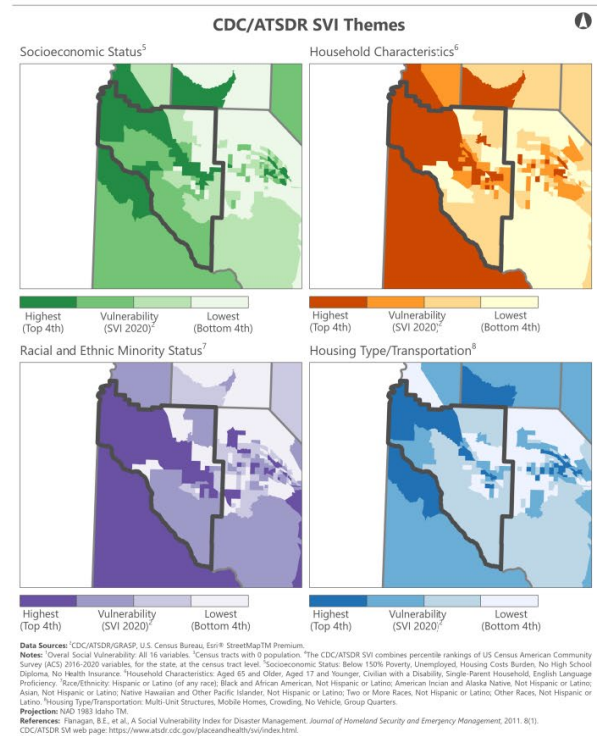 CDC/ATSDR SVI Themes
Socioeconomic Status⁵
Household Characteristics⁶
Highest
(Top 4th)
Vulnerability
(SVI 2020)²
Lowest
(Bottom 4th)
Highest
(Top 4th)
Vulnerability
(SVI 2020)²
Lowest
(Bottom 4th)
Racial and Ethnic Minority Status⁷
Housing Type/Transportation⁸
Highest
(Top 4th)
Vulnerability
(SVI 2020)²
Lowest
(Bottom 4th)
Highest
(Top 4th)
Vulnerability
(SVI 2020)²
Lowest
(Bottom 4th)
Data Sources: ²CDC/ATSDR/GRASP, U.S. Census Bureau, Esri® StreetMapTM Premium.
Notes: ¹Overal Social Vulnerability: All 16 variables. ³Census tracts with 0 population. ⁴The CDC/ATSDR SVI combines percentile rankings of US Census American Community
Survey (ACS) 2016-2020 variables, for the state, at the census tract level. ⁵Socioeconomic Status: Below 150% Poverty, Unemployed, Housing Costs Burden, No High School
Diploma, No Health Insurance. ⁶Household Characteristics: Aged 65 and Older, Aged 17 and Younger, Civilian with a Disability, Single-Parent Household, English Language
Proficiency. ⁷Race/Ethnicity: Hispanic or Latino (of any race); Black and African American, Not Hispanic or Latino; American Incian and Alaska Native, Not Hispanic or Latino;
Asian, Not Hispanic or Latino; Native Hawaiian and Other Pacific Islander, Not Hispanic or Latino; Two or More Races, Not Hispanic or Latino; Other Races, Not Hispanic or
Latino. ⁸Housing Type/Transportation: Multi-Unit Structures, Mobile Homes, Crowding, No Vehicle, Group Quarters.
Projection: NAD 1983 Idaho TM.
References: Flanagan, B.E., et al., A Social Vulnerability Index for Disaster Management. Journal of Homeland Security and Emergency Management, 2011. 8(1).
CDC/ATSDR SVI web page: https://www.atsdr.cdc.gov/placeandhealth/svi/index.html.